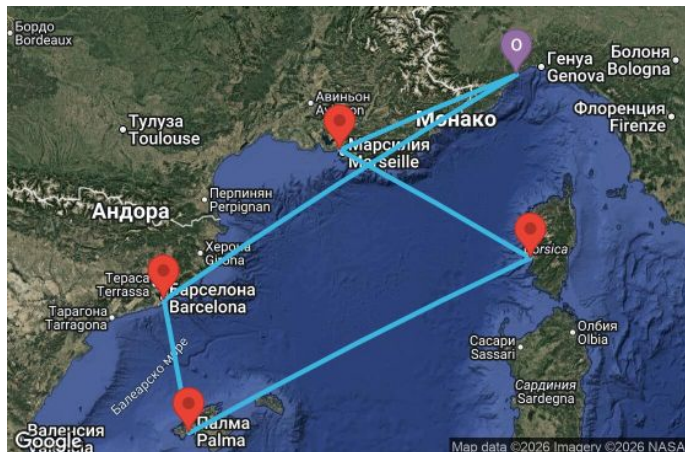 Бордо
Bordeaux
О
Генуа
Genova
Болоня
Bologna
Авиньон
Тулуза
Toulouse
Монако
Флоренция
Firenze
Марсилия
Marseille
Перпинян
Perpignan
Андора
Херона
Girona
Тераса
Terrassa
Барселона
Barcelona
Corsica
Тарагона
Tarragona
Олбия
Olbia
Сасари
Sassari
Балеарско море
Сардиния
Sardegna
Палма
Palma
Валенсия
Google
Map data ©2026 Imagery ©2026 NASA